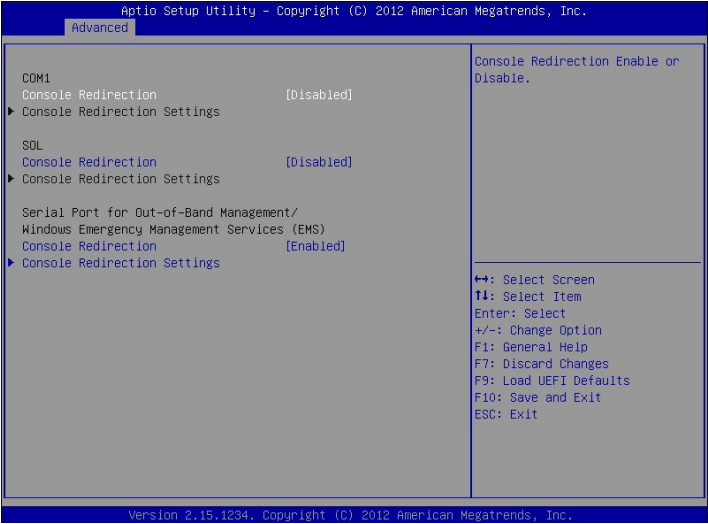 Aptio Setup Utility - Copyright (C) 2012 American Megatrends, Inc.
Advanced
COM1
Console Redirection [Disabled]
▶ Console Redirection Settings
SOL
Console Redirection [Disabled]
▶ Console Redirection Settings
Serial Port for Out-of-Band Management/
Windows Emergency Management Services (EMS)
Console Redirection [Enabled]
▶ Console Redirection Settings
Console Redirection Enable or
Disable.
↔: Select Screen
↑↓: Select Item
Enter: Select
+/-: Change Option
F1: General Help
F7: Discard Changes
F9: Load UEFI Defaults
F10: Save and Exit
ESC: Exit
Version 2.15.1234. Copyright (C) 2012 American Megatrends, Inc.